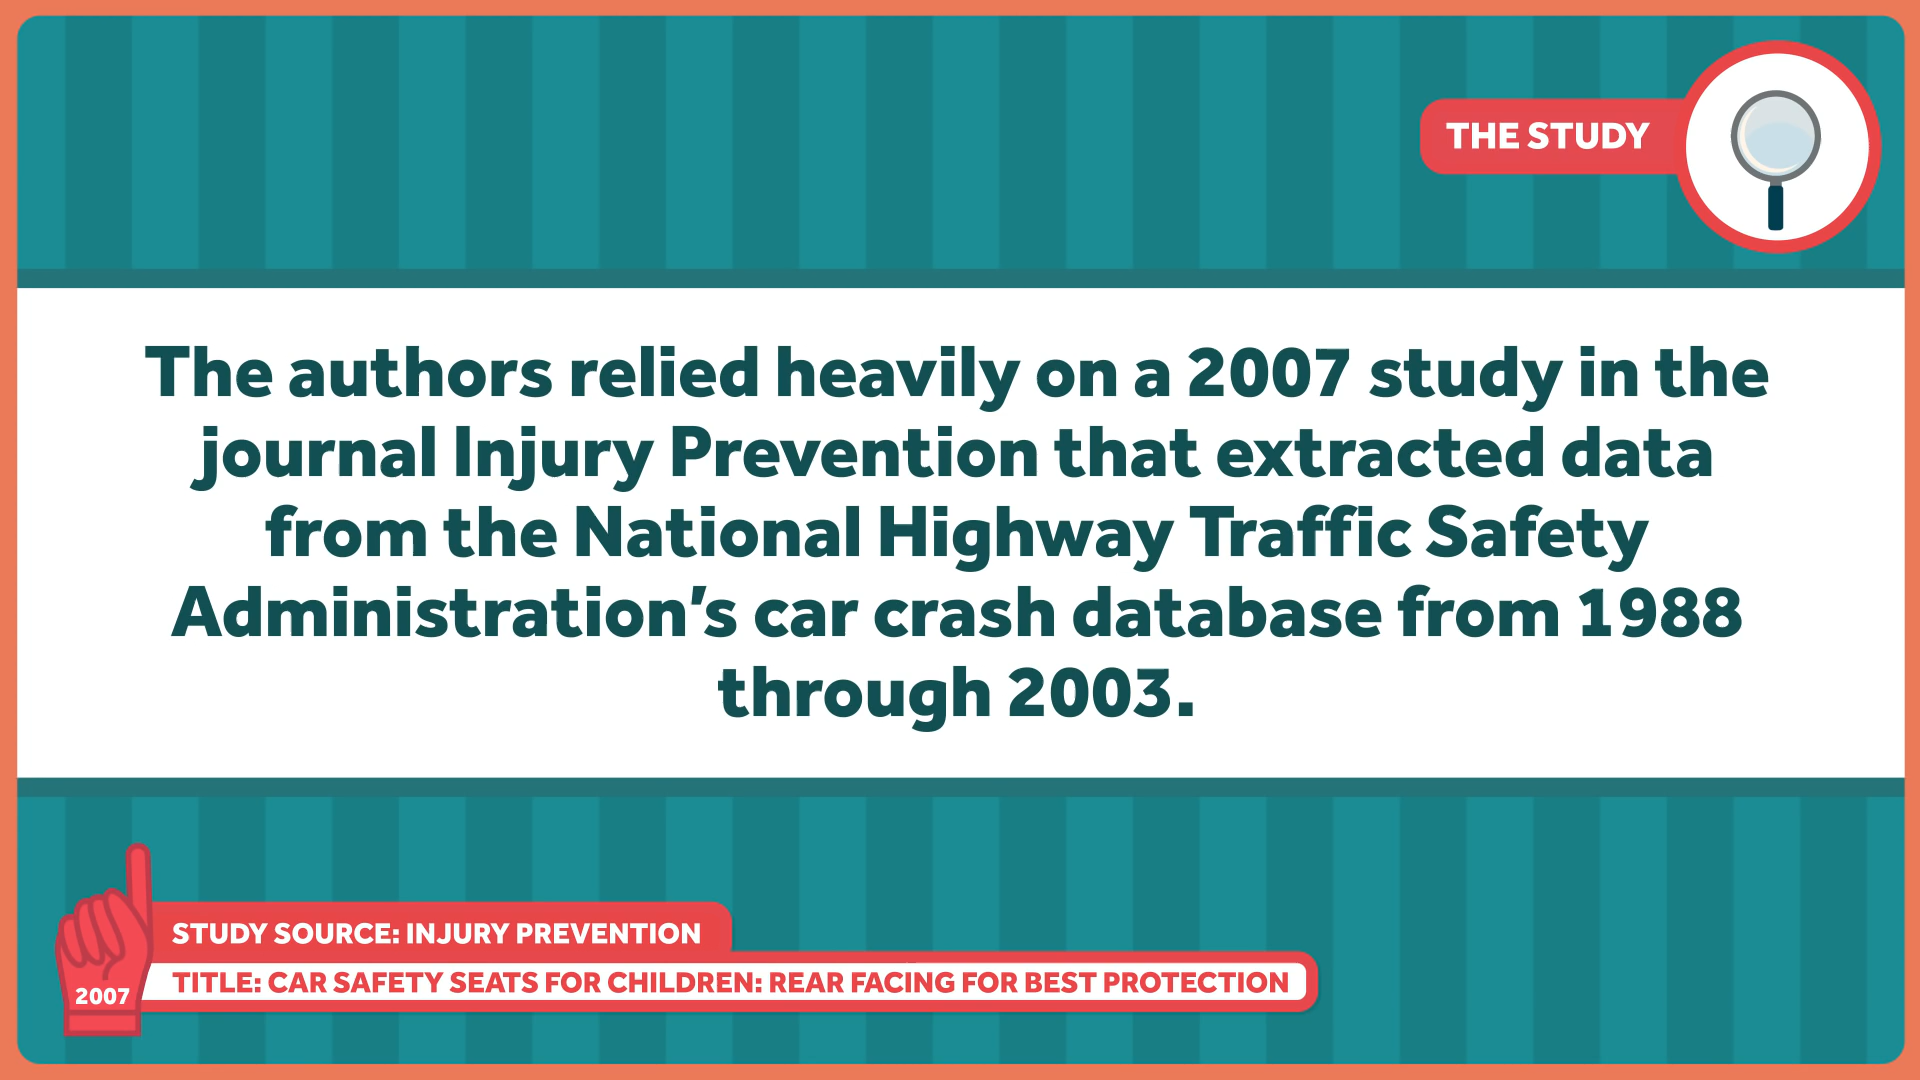 THE STUDY
The authors relied heavily on a 2007 study in the
journal Injury Prevention that extracted data
from the National Highway Traffic Safety
Administration’s car crash database from 1988
through 2003.
STUDY SOURCE: INJURY PREVENTION
TITLE: CAR SAFETY SEATS FOR CHILDREN: REAR FACING FOR BEST PROTECTION
2007